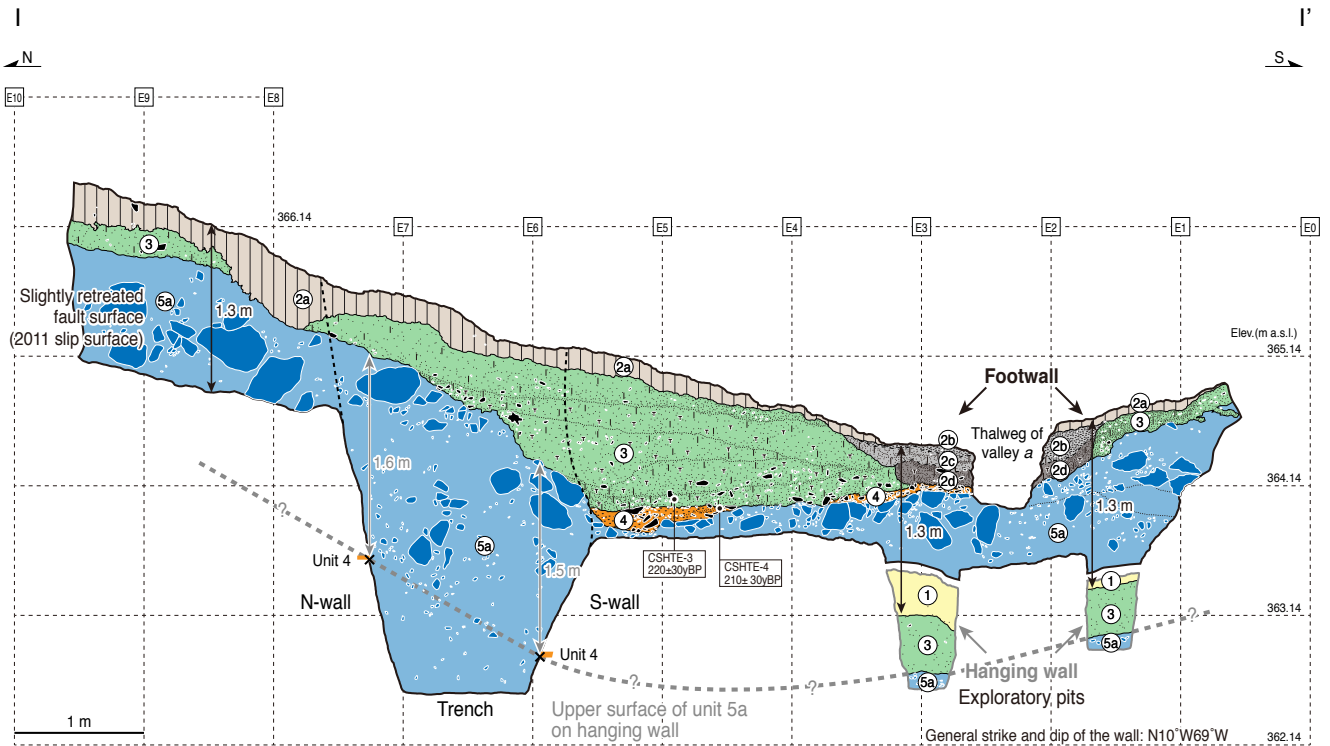 I
I’
N
S
E10
E9
E8
366.14
E7
E6
E5
E4
E3
E2
E1
E0
3
Slightly retreated
fault surface
(2011 slip surface)
5a
1.3 m
2a
Elev.(m a.s.l.)
365.14
2a
Footwall
2a
3
Thalweg of
valley a
2b
2c
2d
2b
2d
1.6 m
3
364.14
4
4
1.3 m
1.3 m
5a
5a
1.5 m
CSHTE-3
220±30yBP
CSHTE-4
210± 30yBP
?
Unit 4
N-wall
S-wall
1
1
3
363.14
?
3
5a
Unit 4
?
?
5a
Hanging wall
Exploratory pits
Trench
Upper surface of unit 5a
on hanging wall
1 m
General strike and dip of the wall: N10˚W69˚W
362.14